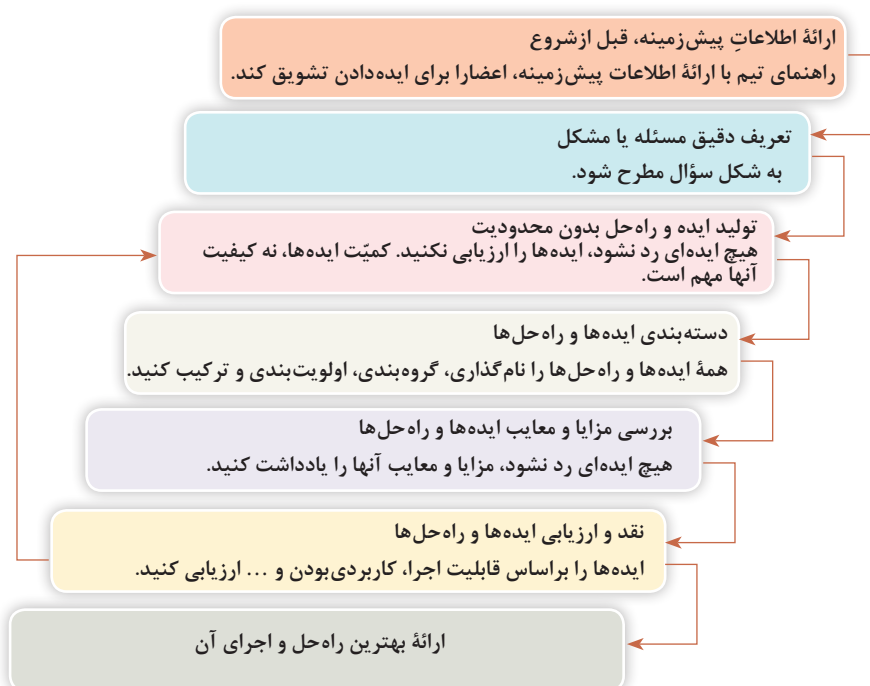 ارائهٔ اطلاعاتِ پیش‌زمینه، قبل ازشروع
راهنمای تیم با ارائهٔ اطلاعات پیش‌زمینه، اعضارا برای ایده‌دادن تشویق کند.
تعریف دقیق مسئله یا مشکل
به شکل سؤال مطرح شود.
تولید ایده و راه‌حل بدون محدودیت
هیچ ایده‌ای رد نشود، ایده‌ها را ارزیابی نکنید. کمیّت ایده‌ها، نه کیفیت
آنها مهم است.
دسته‌بندی ایده‌ها و راه‌حل‌ها
همهٔ ایده‌ها و راه‌حل‌ها را نام‌گذاری، گروه‌بندی، اولویت‌بندی و ترکیب کنید.
بررسی مزایا و معایب ایده‌ها و راه‌حل‌ها
هیچ ایده‌ای رد نشود، مزایا و معایب آنها را یادداشت کنید.
نقد و ارزیابی ایده‌ها و راه‌حل‌ها
ایده‌ها را براساس قابلیت اجرا، کاربردی‌بودن و ... ارزیابی کنید.
ارائهٔ بهترین راه‌حل و اجرای آن